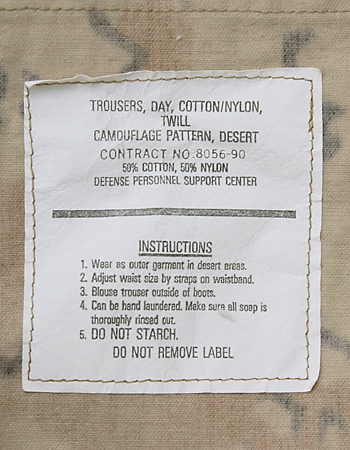 TROUSERS, DAY, COTTON/NYLON,
TWILL
CAMOUFLAGE PATTERN, DESERT
CONTRACT NO. 8056-90
50% COTTON, 50% NYLON
DEFENSE PERSONNEL SUPPORT CENTER
INSTRUCTIONS
1. Wear as outer garment in desert areas.
2. Adjust waist size by straps on waistband.
3. Blouse trouser outside of boots.
4. Can be hand laundered. Make sure all soap is
thoroughly rinsed out.
5. DO NOT STARCH.
DO NOT REMOVE LABEL